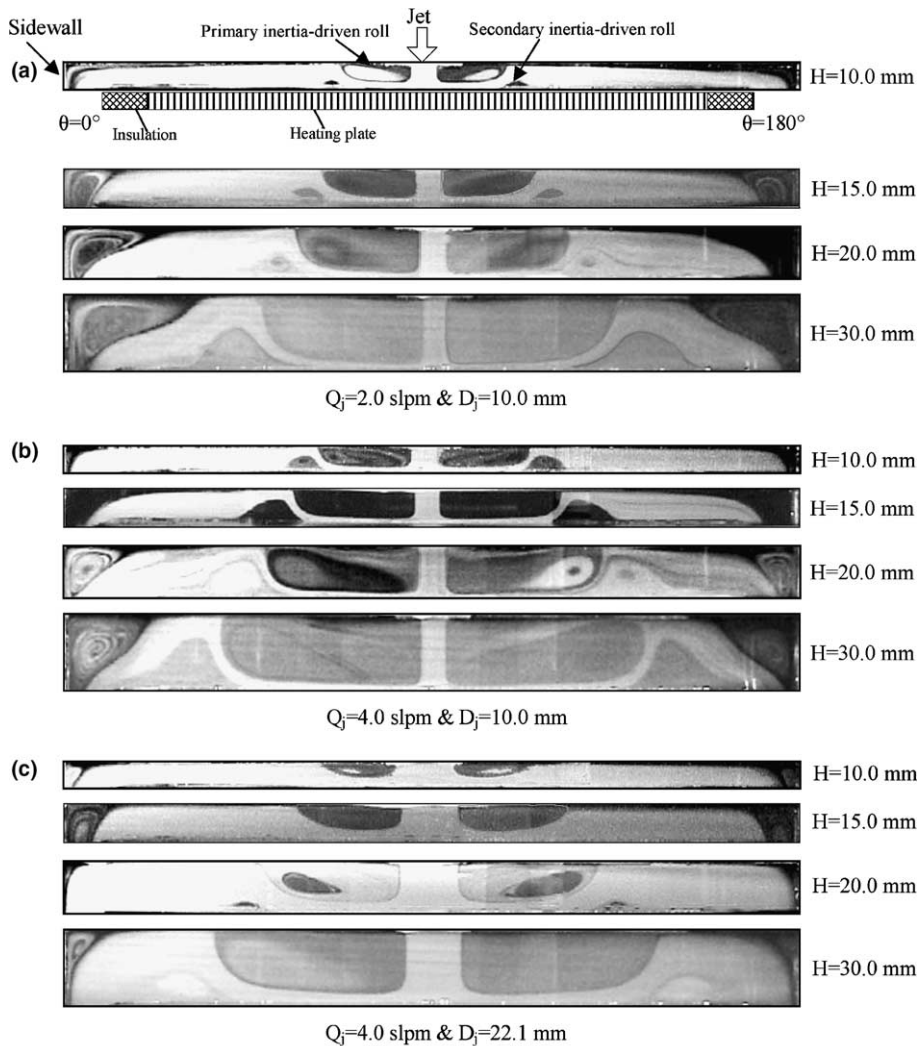 Jet
Sidewall
Primary inertia-driven roll
Secondary inertia-driven roll
(a)
H=10.0 mm
θ=0°
Insulation
Heating plate
θ=180°
H=15.0 mm
H=20.0 mm
H=30.0 mm
Qj=2.0 slpm & Dj=10.0 mm
(b)
H=10.0 mm
H=15.0 mm
H=20.0 mm
H=30.0 mm
Qj=4.0 slpm & Dj=10.0 mm
(c)
H=10.0 mm
H=15.0 mm
H=20.0 mm
H=30.0 mm
Qj=4.0 slpm & Dj=22.1 mm